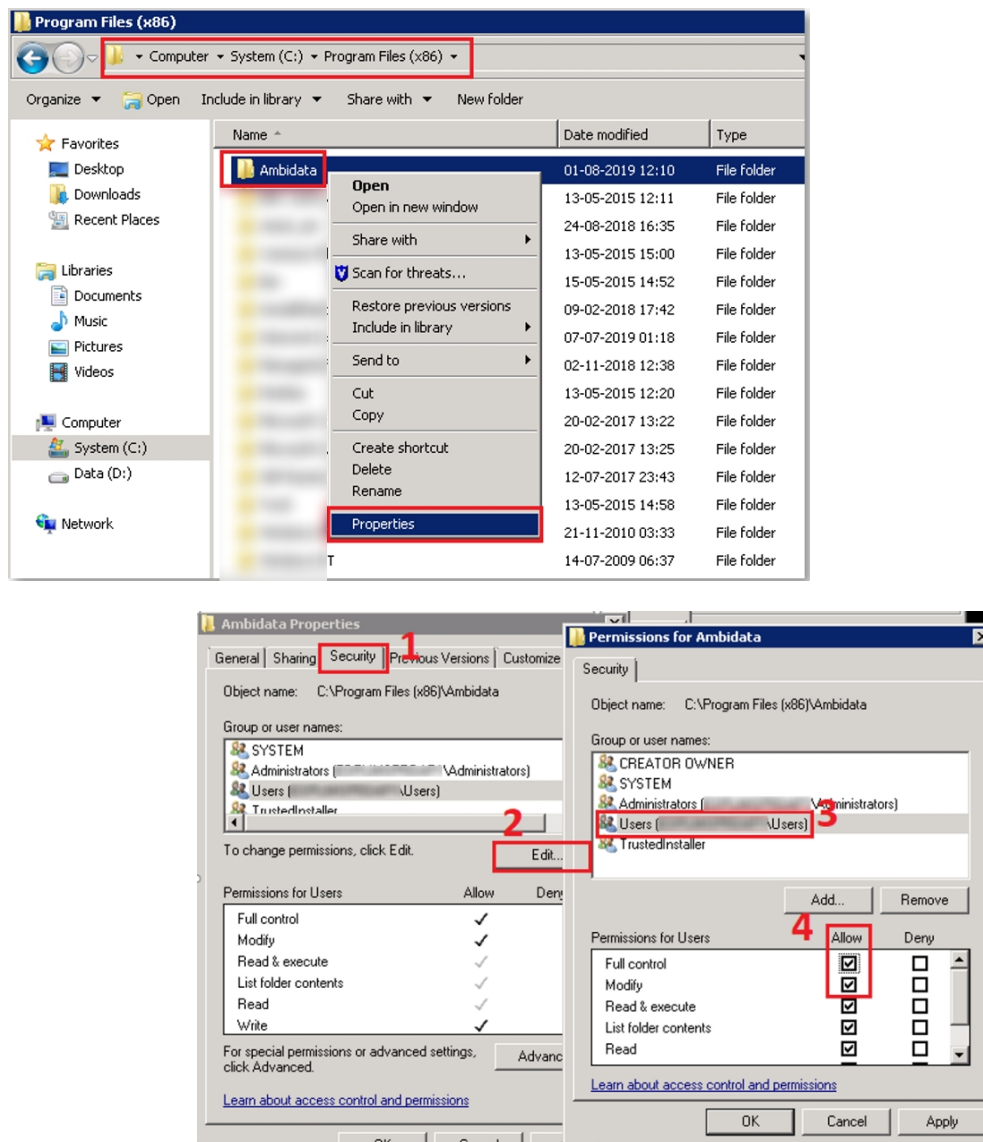 Program Files (x86)
Computer System (C:) Program Files (x86)
Organize Open Include in library Share with New folder
Name Date modified Type
Favorites
Desktop
Downloads
Recent Places
Libraries
Documents
Music
Pictures
Videos
Computer
System (C:)
Data (D:)
Network
Ambidata 01-08-2019 12:10 File folder
13-05-2015 12:11 File folder
24-08-2018 16:35 File folder
13-05-2015 15:00 File folder
15-05-2015 14:52 File folder
09-02-2018 17:42 File folder
07-07-2019 01:18 File folder
02-11-2018 12:38 File folder
13-05-2015 12:20 File folder
20-02-2017 13:22 File folder
20-02-2017 13:25 File folder
12-07-2017 23:43 File folder
13-05-2015 14:58 File folder
21-11-2010 03:33 File folder
T 14-07-2009 06:37 File folder
Open
Open in new window
Share with
Scan for threats...
Restore previous versions
Include in library
Send to
Cut
Copy
Create shortcut
Delete
Rename
Properties
Ambidata Properties
1
General Sharing Security Previous Versions Customize
Object name: C:\Program Files (x86)\Ambidata
Group or user names:
SYSTEM
Administrators ( \Administrators)
Users ( \Users)
TrustedInstaller
2
To change permissions, click Edit. Edit...
Permissions for Users Allow Deny
Full control
Modify
Read & execute
List folder contents
Read
Write
For special permissions or advanced settings,
click Advanced.
Advanc
Learn about access control and permissions
Permissions for Ambidata
Security
Object name: C:\Program Files (x86)\Ambidata
Group or user names:
CREATOR OWNER
SYSTEM
Administrators ( \Administrators)
Users ( \Users) 3
TrustedInstaller
Add... Remove
4
Permissions for Users Allow Deny
Full control
Modify
Read & execute
List folder contents
Read
Learn about access control and permissions
OK Cancel Apply